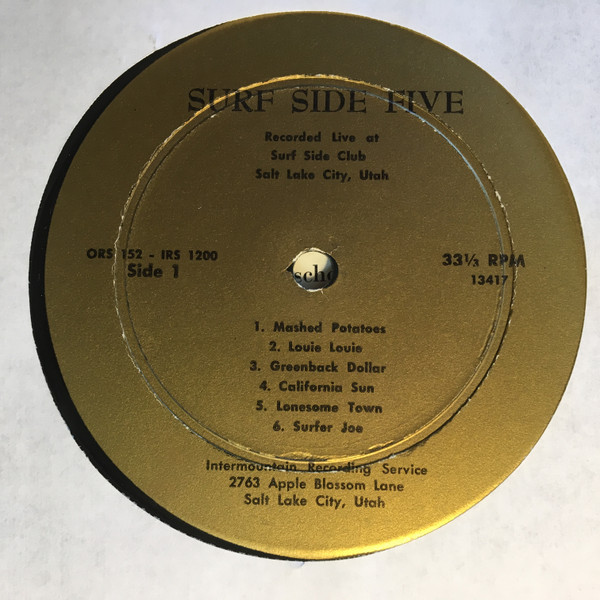 SURF SIDE FIVE
Recorded Live at
Surf Side Club
Salt Lake City, Utah
ORS 152 - IRS 1200
Side 1
33⅓ RPM
13417
scho
1. Mashed Potatoes
2. Louie Louie
3. Greenback Dollar
4. California Sun
5. Lonesome Town
6. Surfer Joe
Intermountain Recording Service
2763 Apple Blossom Lane
Salt Lake City, Utah